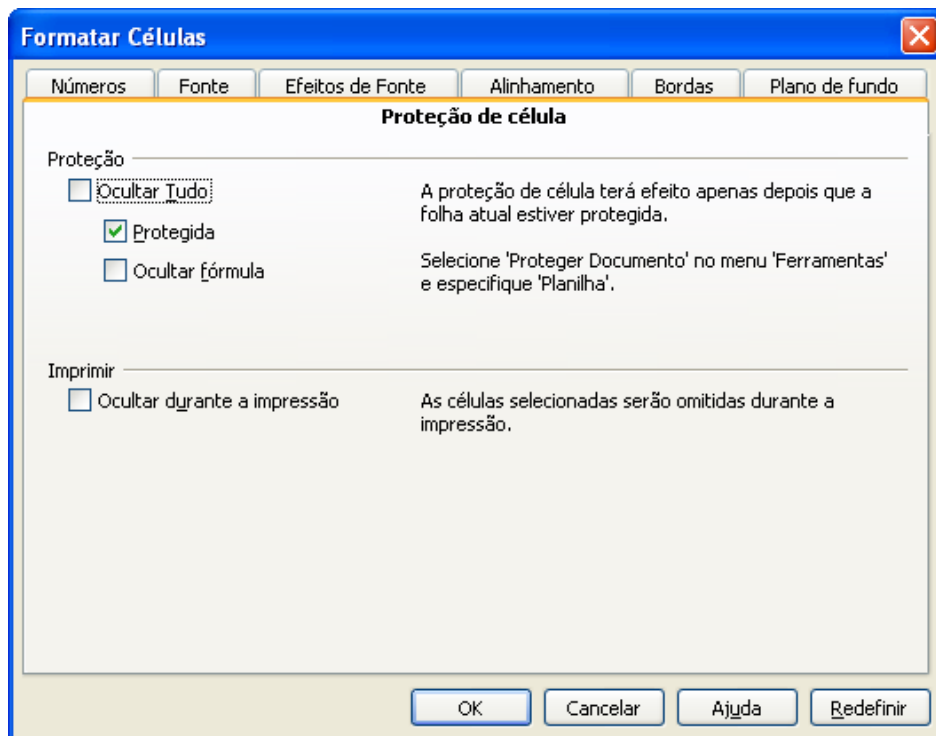 Formatar Células
Números Fonte Efeitos de Fonte Alinhamento Bordas Plano de fundo
Proteção de célula
Proteção
Ocultar Tudo
A proteção de célula terá efeito apenas depois que a
folha atual estiver protegida.
Protegida
Ocultar fórmula
Selecione 'Proteger Documento' no menu 'Ferramentas'
e especifique 'Planilha'.
Imprimir
Ocultar durante a impressão
As células selecionadas serão omitidas durante a
impressão.
OK Cancelar Ajuda Redefinir